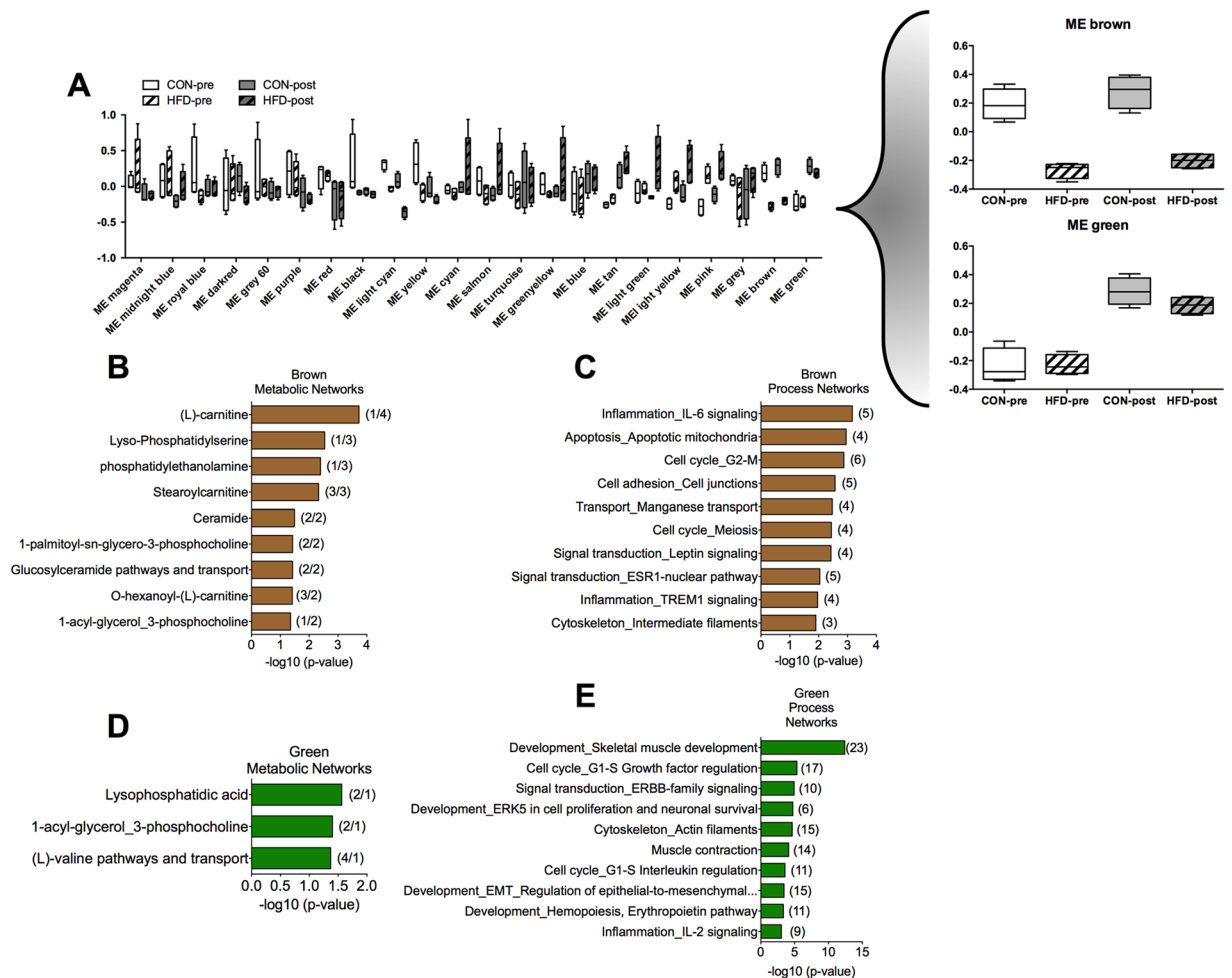 A
CON-pre
CON-post
HFD-pre
HFD-post
1.0
0.5
0.0
-0.5
-1.0
ME magenta
ME midnight blue
ME royal blue
ME darkred
ME grey 60
ME purple
ME red
ME black
ME light cyan
ME yellow
ME cyan
ME salmon
ME turquoise
ME greenyellow
ME blue
ME tan
ME light green
MEl ight yellow
ME pink
ME grey
ME brown
ME green
ME brown
0.6
0.4
0.2
0.0
-0.2
-0.4
CON-pre HFD-pre CON-post HFD-post
ME green
0.6
0.4
0.2
0.0
-0.2
-0.4
CON-pre HFD-pre CON-post HFD-post
B
Brown
Metabolic Networks
(L)-carnitine (1/4)
Lyso-Phosphatidylserine (1/3)
phosphatidylethanolamine (1/3)
Stearoylcarnitine (3/3)
Ceramide (2/2)
1-palmitoyl-sn-glycero-3-phosphocholine (2/2)
Glucosylceramide pathways and transport (2/2)
O-hexanoyl-(L)-carnitine (3/2)
1-acyl-glycerol_3-phosphocholine (1/2)
0 1 2 3 4
-log10 (p-value)
C
Brown
Process Networks
Inflammation_IL-6 signaling (5)
Apoptosis_Apoptotic mitochondria (4)
Cell cycle_G2-M (6)
Cell adhesion_Cell junctions (5)
Transport_Manganese transport (4)
Cell cycle_Meiosis (4)
Signal transduction_Leptin signaling (4)
Signal transduction_ESR1-nuclear pathway (5)
Inflammation_TREM1 signaling (4)
Cytoskeleton_Intermediate filaments (3)
0 1 2 3 4
-log10 (p-value)
D
Green
Metabolic Networks
Lysophosphatidic acid (2/1)
1-acyl-glycerol_3-phosphocholine (2/1)
(L)-valine pathways and transport (4/1)
0.0 0.5 1.0 1.5 2.0
-log10 (p-value)
E
Green
Process
Networks
Development_Skeletal muscle development (23)
Cell cycle_G1-S Growth factor regulation (17)
Signal transduction_ERBB-family signaling (10)
Development_ERK5 in cell proliferation and neuronal survival (6)
Cytoskeleton_Actin filaments (15)
Muscle contraction (14)
Cell cycle_G1-S Interleukin regulation (11)
Development_EMT_Regulation of epithelial-to-mesenchymal... (15)
Development_Hemopoiesis, Erythropoietin pathway (11)
Inflammation_IL-2 signaling (9)
0 5 10 15
-log10 (p-value)